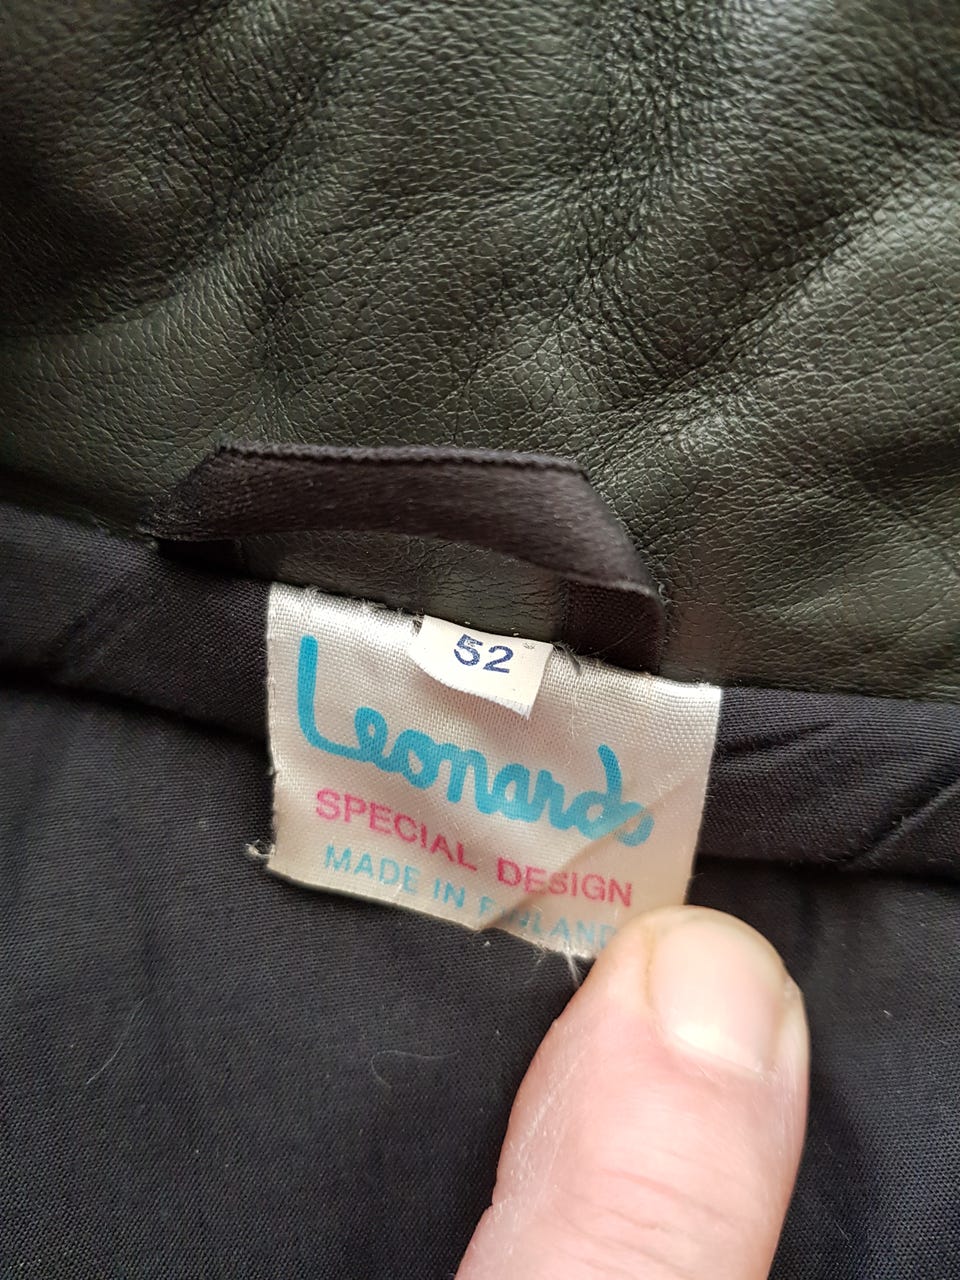 52
Leonardo
SPECIAL DESIGN
MADE IN FINLAND